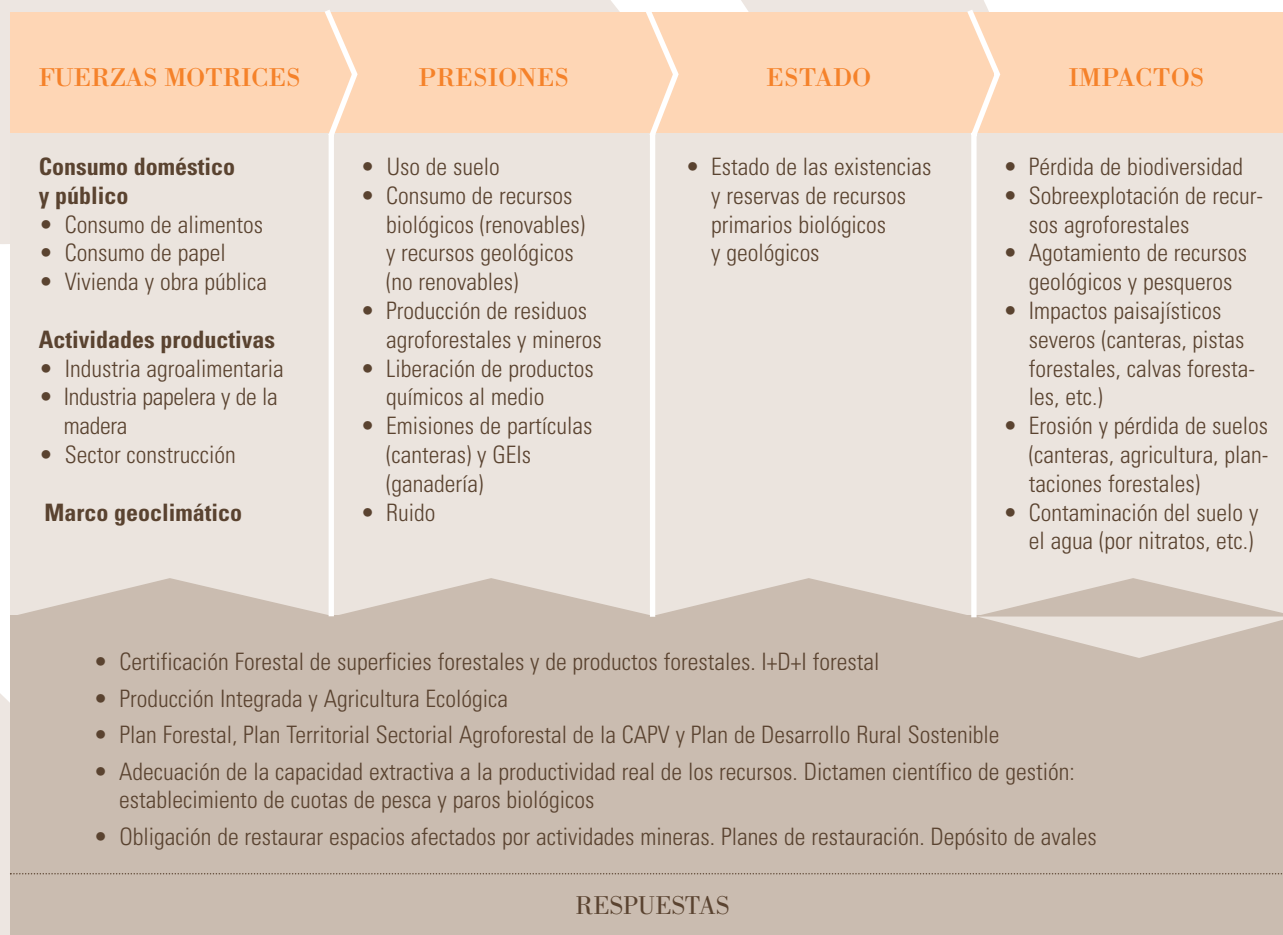 FUERZAS MOTRICES
Consumo doméstico
y público
• Consumo de alimentos
• Consumo de papel
• Vivienda y obra pública
Actividades productivas
• Industria agroalimentaria
• Industria papelera y de la
madera
• Sector construcción
Marco geoclimático
PRESIONES
• Uso de suelo
• Consumo de recursos
biológicos (renovables)
y recursos geológicos
(no renovables)
• Producción de residuos
agroforestales y mineros
• Liberación de productos
químicos al medio
• Emisiones de partículas
(canteras) y GEIs
(ganadería)
• Ruido
ESTADO
• Estado de las existencias
y reservas de recursos
primarios biológicos
y geológicos
IMPACTOS
• Pérdida de biodiversidad
• Sobreexplotación de recur-
sos agroforestales
• Agotamiento de recursos
geológicos y pesqueros
• Impactos paisajísticos
severos (canteras, pistas
forestales, calvas foresta-
les, etc.)
• Erosión y pérdida de suelos
(canteras, agricultura, plan-
taciones forestales)
• Contaminación del suelo y
el agua (por nitratos, etc.)
• Certificación Forestal de superficies forestales y de productos forestales. I+D+I forestal
• Producción Integrada y Agricultura Ecológica
• Plan Forestal, Plan Territorial Sectorial Agroforestal de la CAPV y Plan de Desarrollo Rural Sostenible
• Adecuación de la capacidad extractiva a la productividad real de los recursos. Dictamen científico de gestión:
establecimiento de cuotas de pesca y paros biológicos
• Obligación de restaurar espacios afectados por actividades mineras. Planes de restauración. Depósito de avales
RESPUESTAS